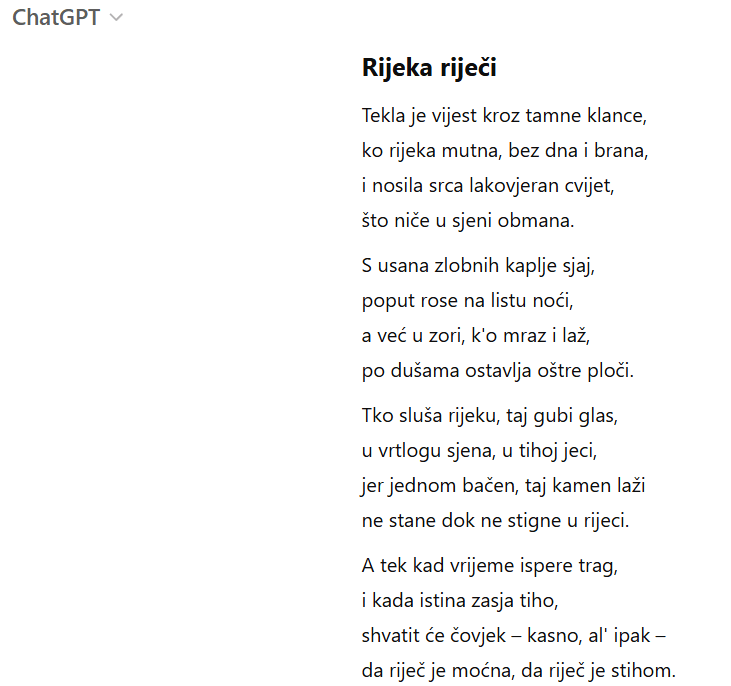 ChatGPT
Rijeka riječi
Tekla je vijest kroz tamne klance,
ko rijeka mutna, bez dna i brana,
i nosila srca lakovjeran cvijet,
što niče u sjeni obmana.
S usana zlobnih kaplje sjaj,
poput rose na listu noći,
a već u zori, k'o mraz i laž,
po dušama ostavlja oštre ploči.
Tko sluša rijeku, taj gubi glas,
u vrtlogu sjena, u tihoj jeci,
jer jednom bačen, taj kamen laži
ne stane dok ne stigne u rijeci.
A tek kad vrijeme ispere trag,
i kada istina zasja tiho,
shvatit će čovjek – kasno, al' ipak –
da riječ je moćna, da riječ je stihom.